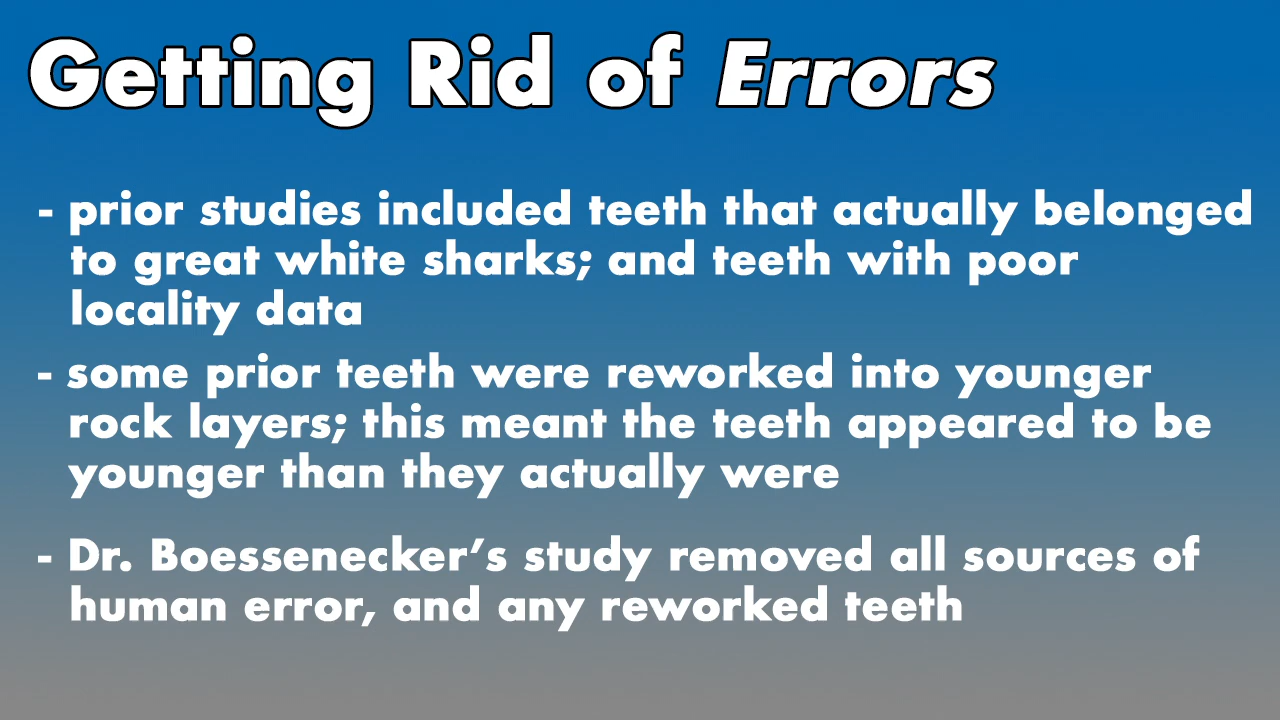 Getting Rid of Errors
- prior studies included teeth that actually belonged
to great white sharks; and teeth with poor
locality data
- some prior teeth were reworked into younger
rock layers; this meant the teeth appeared to be
younger than they actually were
- Dr. Boessenecker’s study removed all sources of
human error, and any reworked teeth